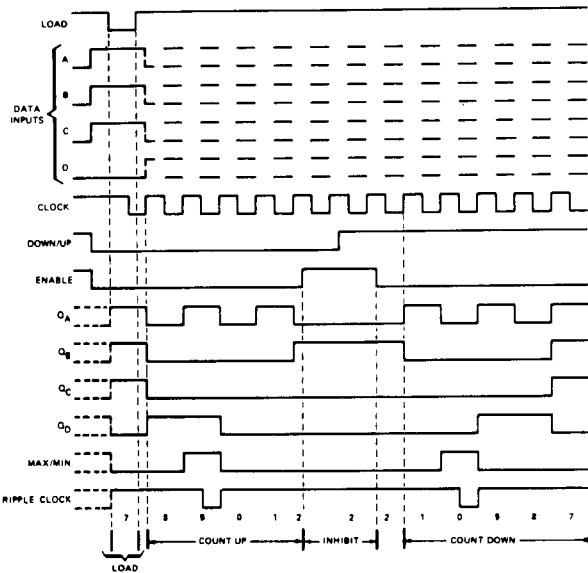 LOAD
A
B
DATA
INPUTS
C
D
CLOCK
DOWN/UP
ENABLE
QA
QB
QC
QD
MAX/MIN
RIPPLE CLOCK
7 8 9 0 1 2 2 2 1 0 9 8 7
COUNT UP INHIBIT COUNT DOWN
LOAD